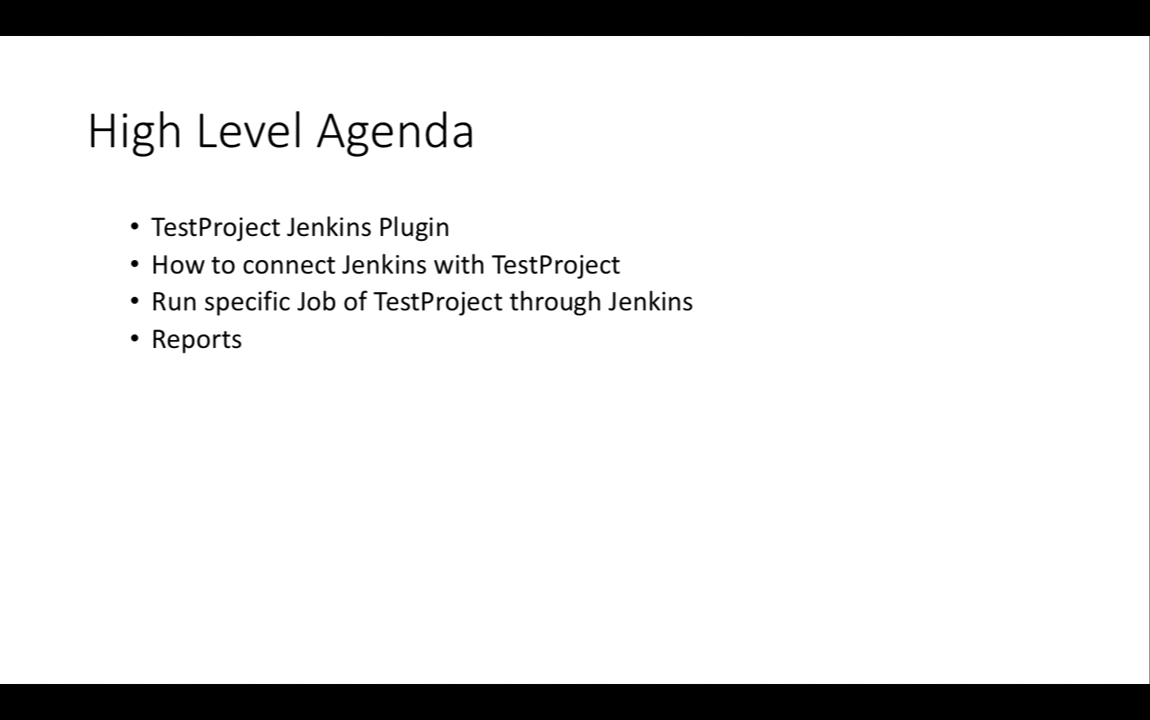 High Level Agenda
• TestProject Jenkins Plugin
• How to connect Jenkins with TestProject
• Run specific Job of TestProject through Jenkins
• Reports